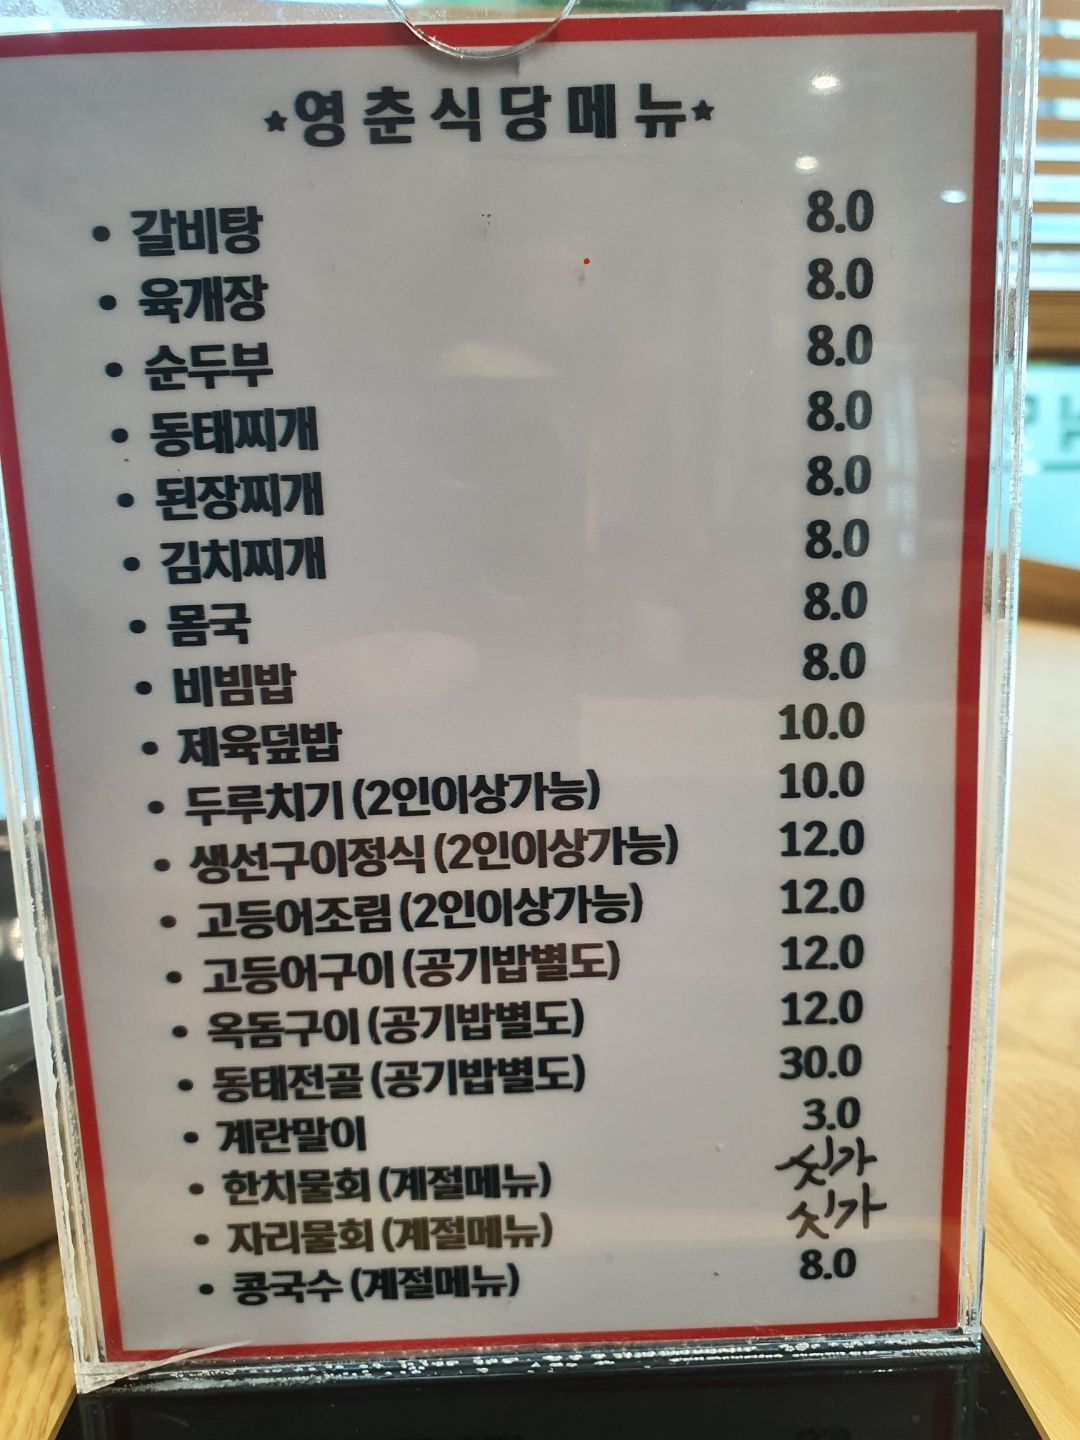 ★영춘식당메뉴★
• 갈비탕 8.0
• 육개장 8.0
• 순두부 8.0
• 동태찌개 8.0
• 된장찌개 8.0
• 김치찌개 8.0
• 몸국 8.0
• 비빔밥 8.0
• 제육덮밥 10.0
• 두루치기 (2인이상가능) 10.0
• 생선구이정식 (2인이상가능) 12.0
• 고등어조림 (2인이상가능) 12.0
• 고등어구이 (공기밥별도) 12.0
• 옥돔구이 (공기밥별도) 12.0
• 동태전골 (공기밥별도) 30.0
• 계란말이 3.0
• 한치물회 (계절메뉴) 싯가
• 자리물회 (계절메뉴) 싯가
• 콩국수 (계절메뉴) 8.0